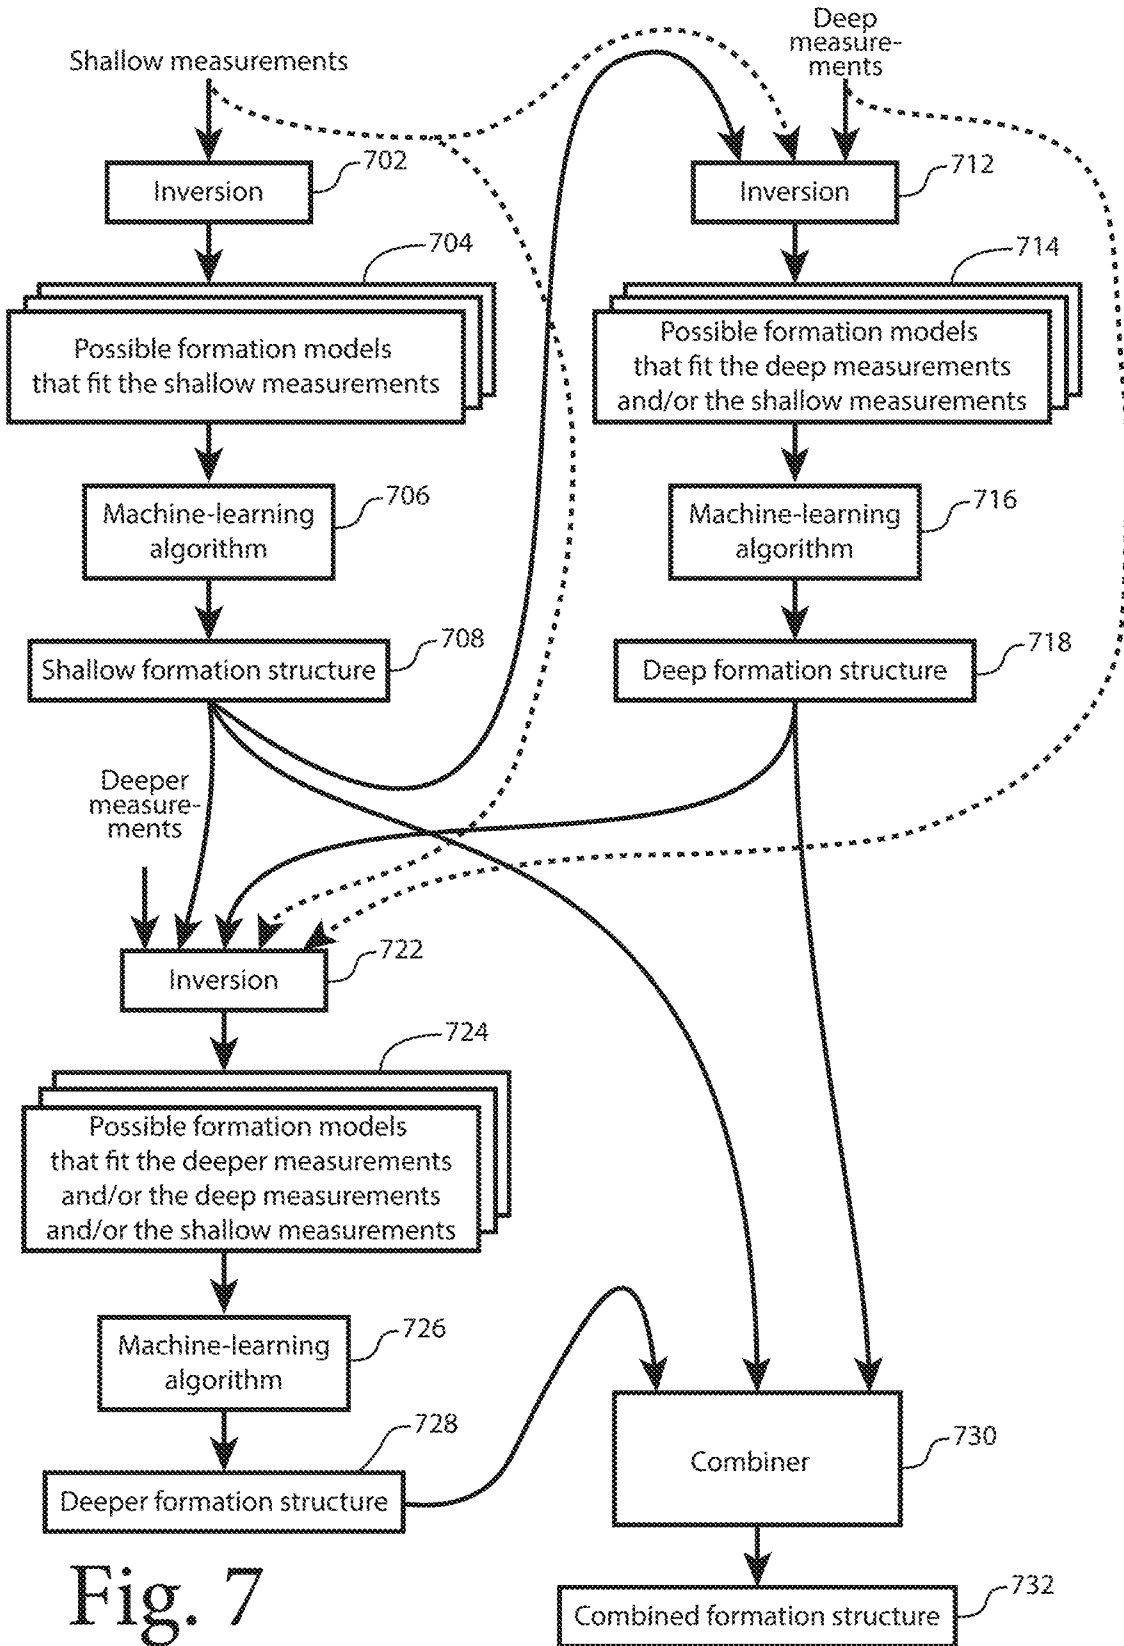 Shallow measurements
Deep
measure-
ments
702
Inversion
712
Inversion
704
Possible formation models
that fit the shallow measurements
714
Possible formation models
that fit the deep measurements
and/or the shallow measurements
706
Machine-learning
algorithm
716
Machine-learning
algorithm
708
Shallow formation structure
718
Deep formation structure
Deeper
measure-
ments
722
Inversion
724
Possible formation models
that fit the deeper measurements
and/or the deep measurements
and/or the shallow measurements
726
Machine-learning
algorithm
728
Deeper formation structure
730
Combiner
732
Combined formation structure
Fig. 7